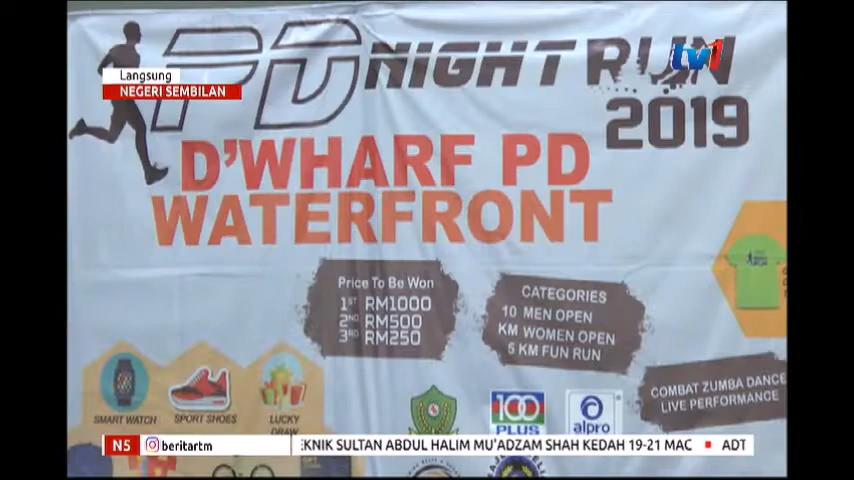 PD NIGHT RUN
tv1
Langsung
NEGERI SEMBILAN
2019
D'WHARF PD
WATERFRONT
Price To Be Won
1ST RM1000
2ND RM500
3RD RM250
CATEGORIES
10 MEN OPEN
KM WOMEN OPEN
5 KM FUN RUN
COMBAT ZUMBA DANCE
LIVE PERFORMANCE
SMART WATCH
SPORT SHOES
LUCKY
DRAW
100
PLUS
alpro
N5
beritartm
EKNIK SULTAN ABDUL HALIM MU'ADZAM SHAH KEDAH 19-21 MAC
ADT